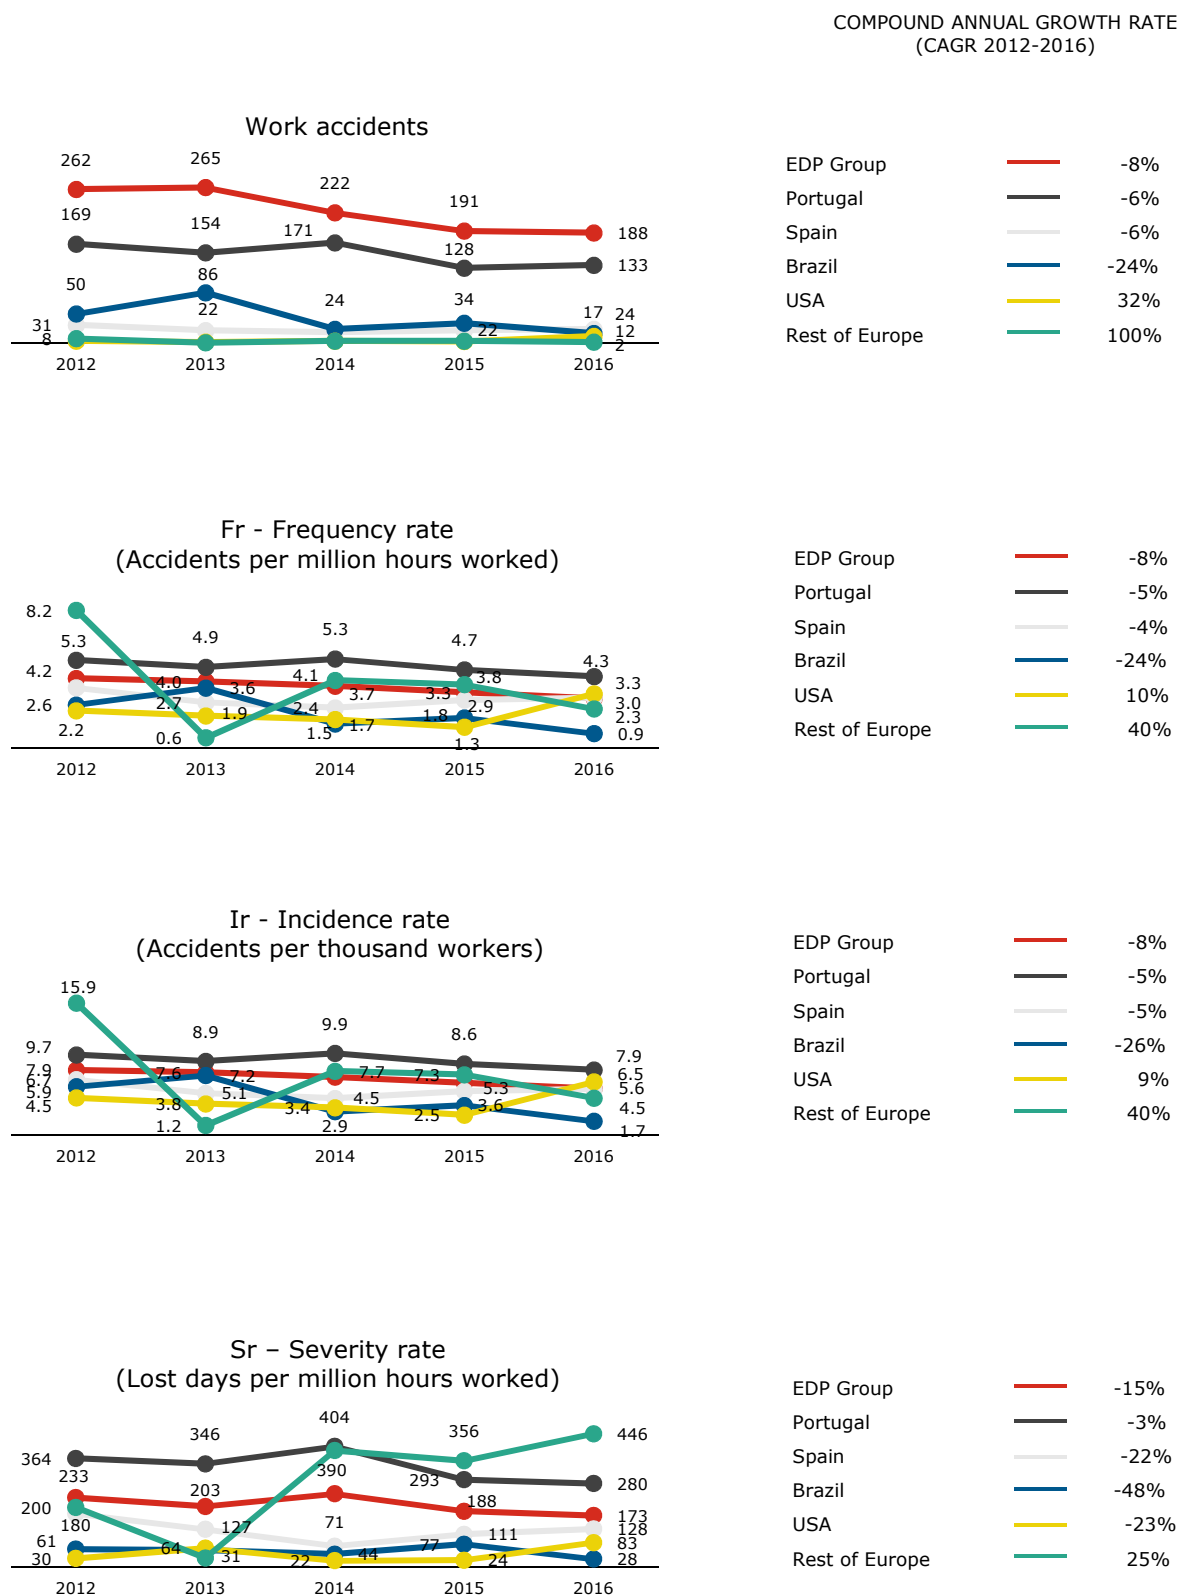 COMPOUND ANNUAL GROWTH RATE
(CAGR 2012-2016)
Work accidents
262 265 222 191 188
169 154 171 128 133
50 86 24 34 17 24
31 22 22 12
8 2
2012 2013 2014 2015 2016
EDP Group -8%
Portugal -6%
Spain -6%
Brazil -24%
USA 32%
Rest of Europe 100%
Fr - Frequency rate
(Accidents per million hours worked)
8.2
5.3 4.9 5.3 4.7 4.3
4.2 4.0 3.6 4.1 3.7 3.3 3.8 3.3
2.6 2.7 1.9 2.4 1.8 2.9 3.0
2.3
2.2 0.6 1.5 1.7 1.3 0.9
2012 2013 2014 2015 2016
EDP Group -8%
Portugal -5%
Spain -4%
Brazil -24%
USA 10%
Rest of Europe 40%
Ir - Incidence rate
(Accidents per thousand workers)
15.9
9.7 8.9 9.9 8.6 7.9
7.9 7.6 7.2 7.7 7.3 6.5
6.7 5.3 5.6
5.9 5.1
4.5 3.8 3.4 4.5 2.5 3.6 4.5
1.2 2.9 1.7
2012 2013 2014 2015 2016
EDP Group -8%
Portugal -5%
Spain -5%
Brazil -26%
USA 9%
Rest of Europe 40%
Sr – Severity rate
(Lost days per million hours worked)
364 346 404 356 446
233 203 390 293 280
200 188 173
180 127 71 111 128
61 64 44 77 83
30 31 22 24 28
2012 2013 2014 2015 2016
EDP Group -15%
Portugal -3%
Spain -22%
Brazil -48%
USA -23%
Rest of Europe 25%